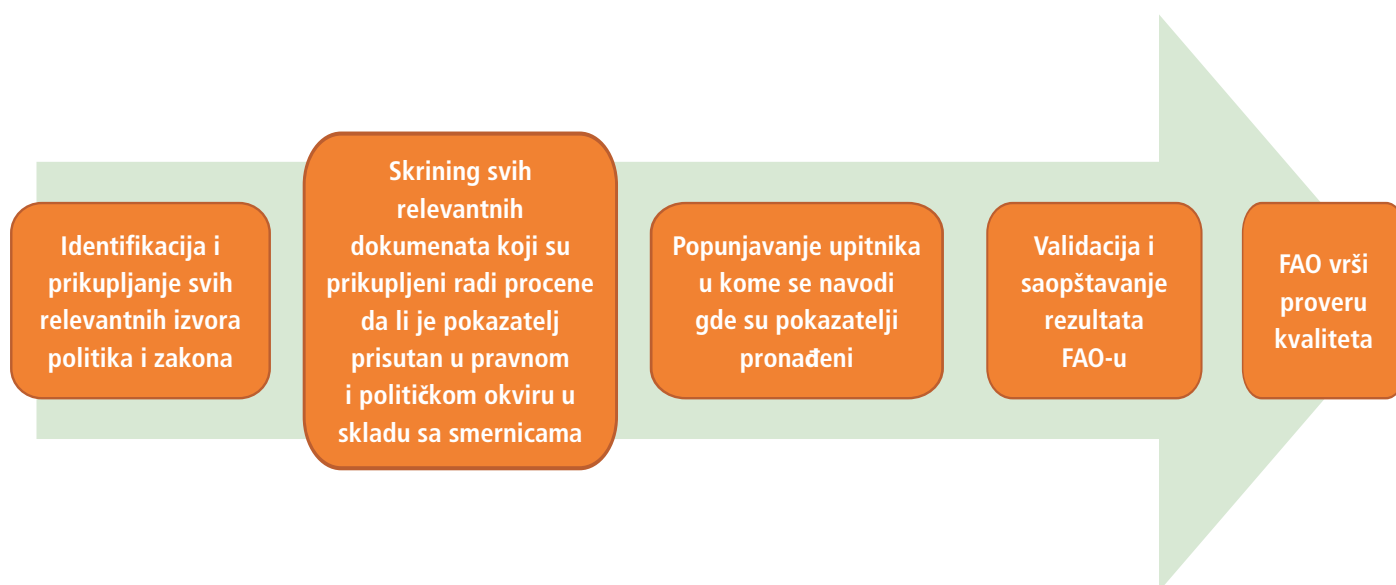 Identifikacija i
prikupljanje svih
relevantnih izvora
politika i zakona
Skrining svih
relevantnih
dokumenata koji su
prikupljeni radi procene
da li je pokazatelj
prisutan u pravnom
i političkom okviru u
skladu sa smernicama
Popunjavanje upitnika
u kome se navodi
gde su pokazatelji
pronađeni
Validacija i
saopštavanje
rezultata
FAO-u
FAO vrši
proveru
kvaliteta